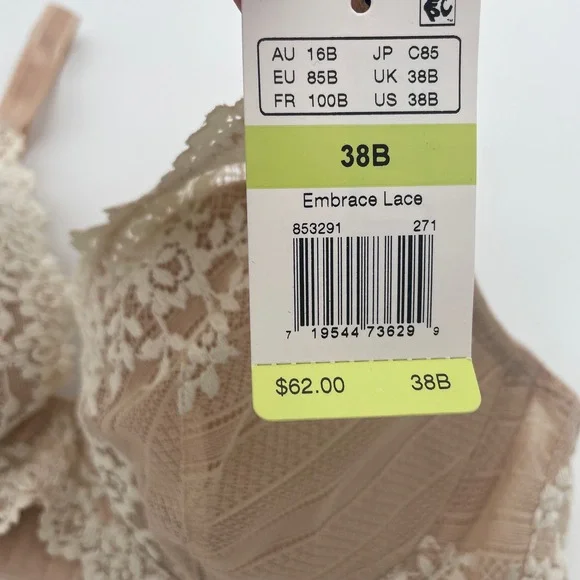 AU 16B JP C85
EU 85B UK 38B
FR 100B US 38B
38B
Embrace Lace
853291 271
7 19544 73629 9
$62.00 38B